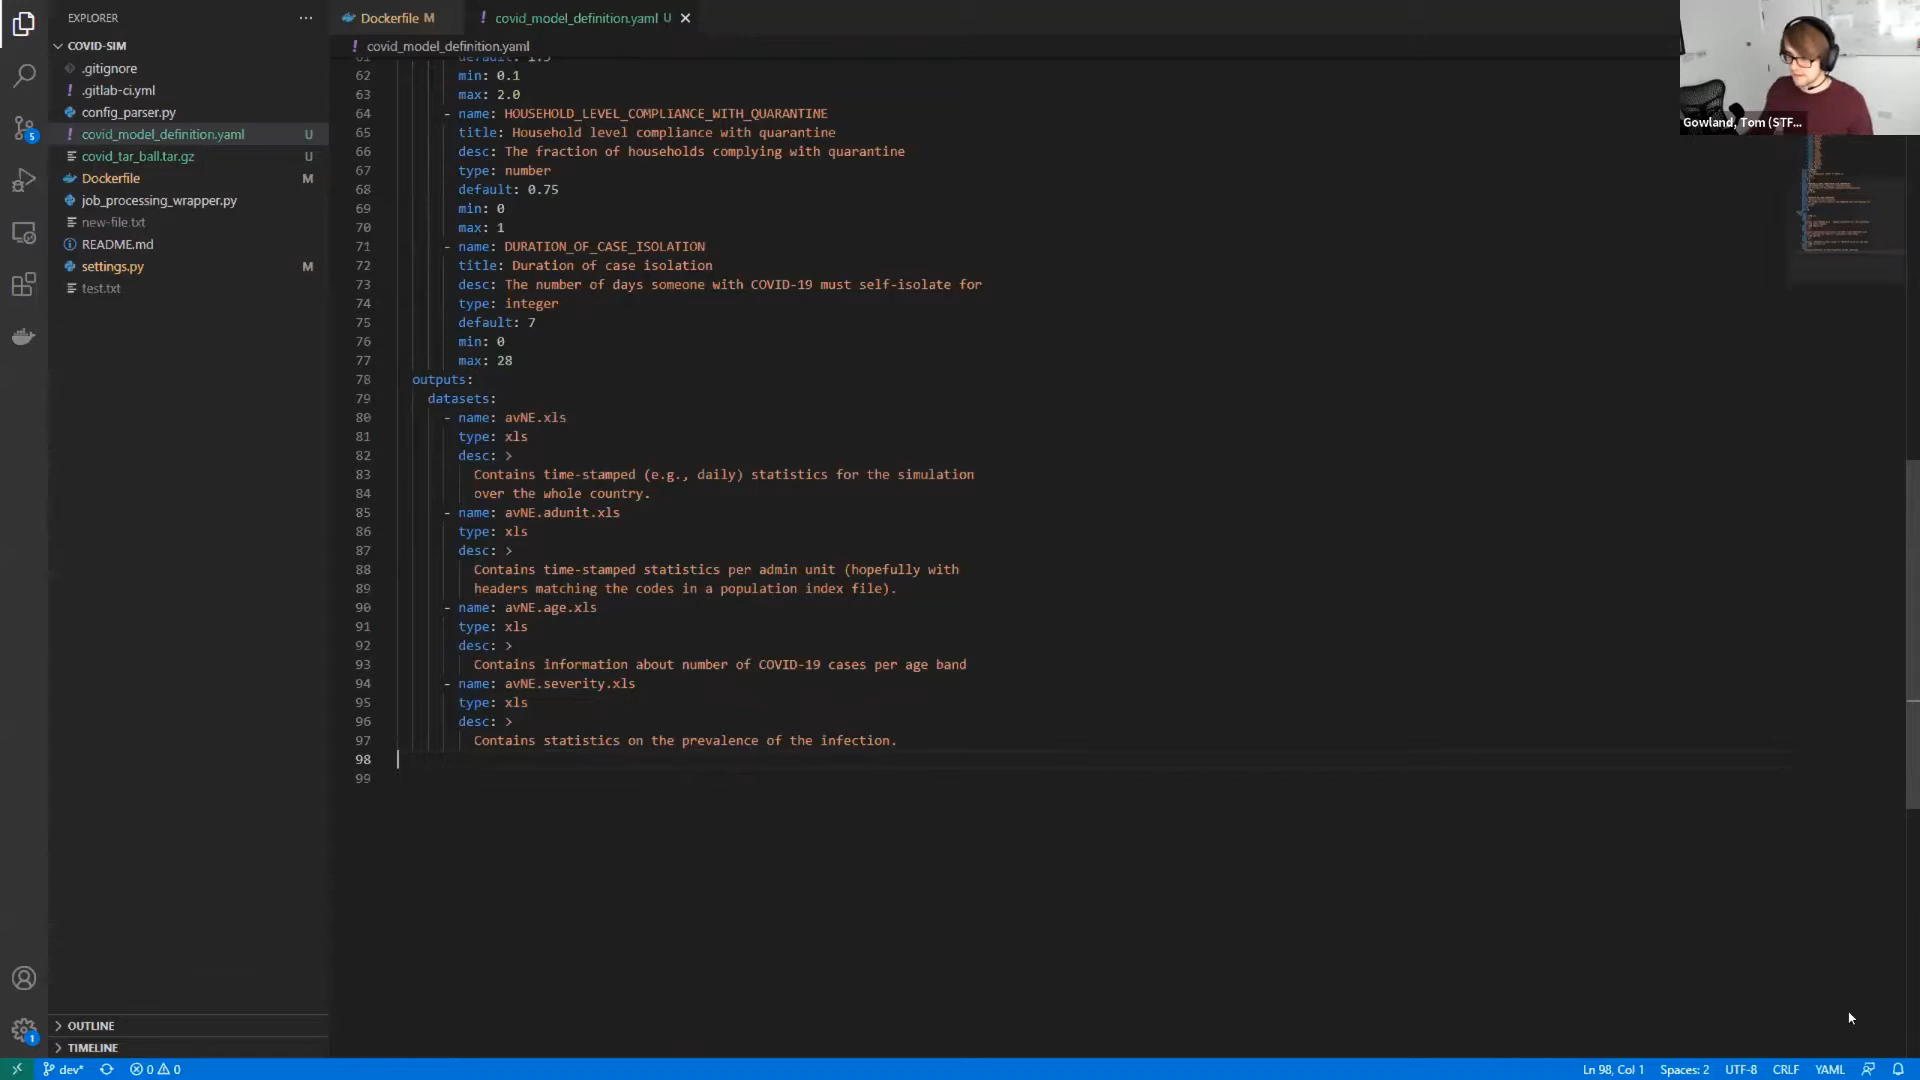 EXPLORER
COVID-SIM
.gitignore
.gitlab-ci.yml
config_parser.py
covid_model_definition.yaml U
covid_tar_ball.tar.gz U
Dockerfile M
job_processing_wrapper.py
new-file.txt
README.md
settings.py M
test.txt
OUTLINE
TIMELINE
5
1
Dockerfile M
covid_model_definition.yaml U
covid_model_definition.yaml
62 min: 0.1
63 max: 2.0
64 - name: HOUSEHOLD_LEVEL_COMPLIANCE_WITH_QUARANTINE
65 title: Household level compliance with quarantine
66 desc: The fraction of households complying with quarantine
67 type: number
68 default: 0.75
69 min: 0
70 max: 1
71 - name: DURATION_OF_CASE_ISOLATION
72 title: Duration of case isolation
73 desc: The number of days someone with COVID-19 must self-isolate for
74 type: integer
75 default: 7
76 min: 0
77 max: 28
78 outputs:
79 datasets:
80 - name: avNE.xls
81 type: xls
82 desc: >
83 Contains time-stamped (e.g., daily) statistics for the simulation
84 over the whole country.
85 - name: avNE.adunit.xls
86 type: xls
87 desc: >
88 Contains time-stamped statistics per admin unit (hopefully with
89 headers matching the codes in a population index file).
90 - name: avNE.age.xls
91 type: xls
92 desc: >
93 Contains information about number of COVID-19 cases per age band
94 - name: avNE.severity.xls
95 type: xls
96 desc: >
97 Contains statistics on the prevalence of the infection.
98
99
Gowland, Tom (STF...
dev* 0 0
Ln 98, Col 1 Spaces: 2 UTF-8 CRLF YAML